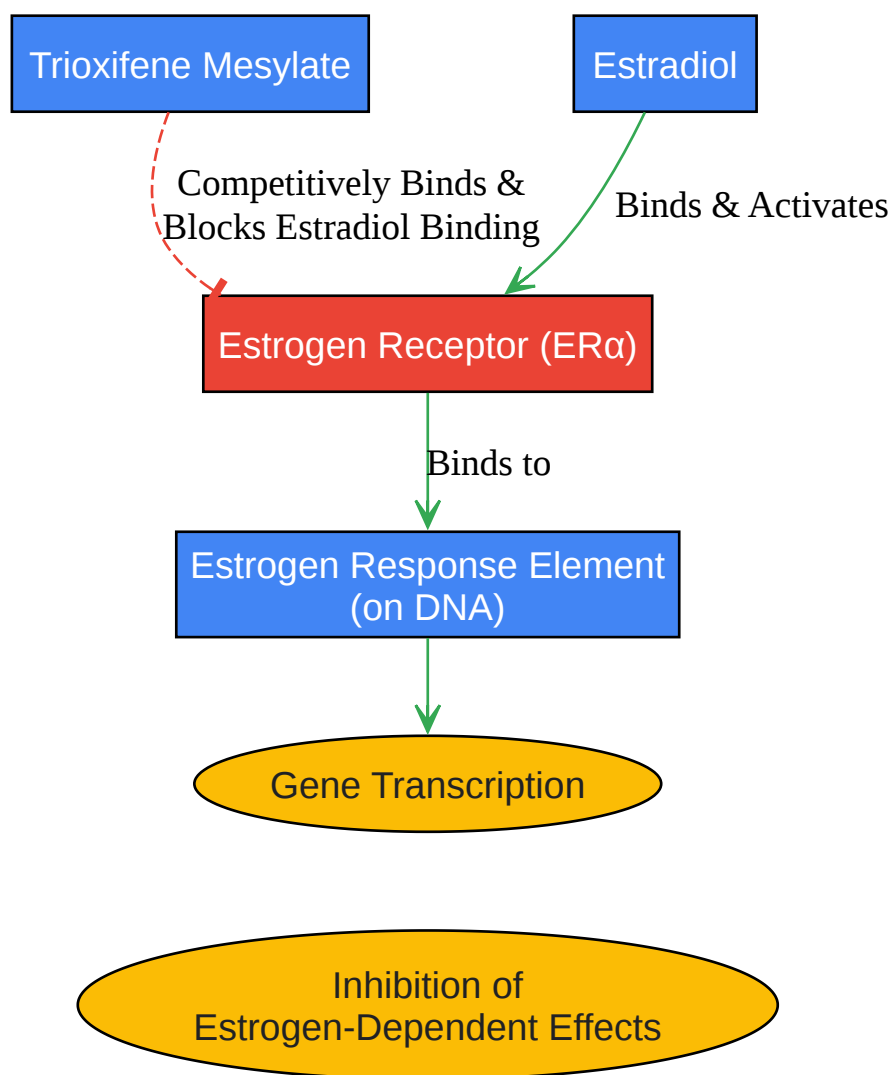 Trioxifene Mesylate
Estradiol
Competitively Binds &
Blocks Estradiol Binding
Binds & Activates
Estrogen Receptor (ERα)
Binds to
Estrogen Response Element
(on DNA)
Gene Transcription
Inhibition of
Estrogen-Dependent Effects